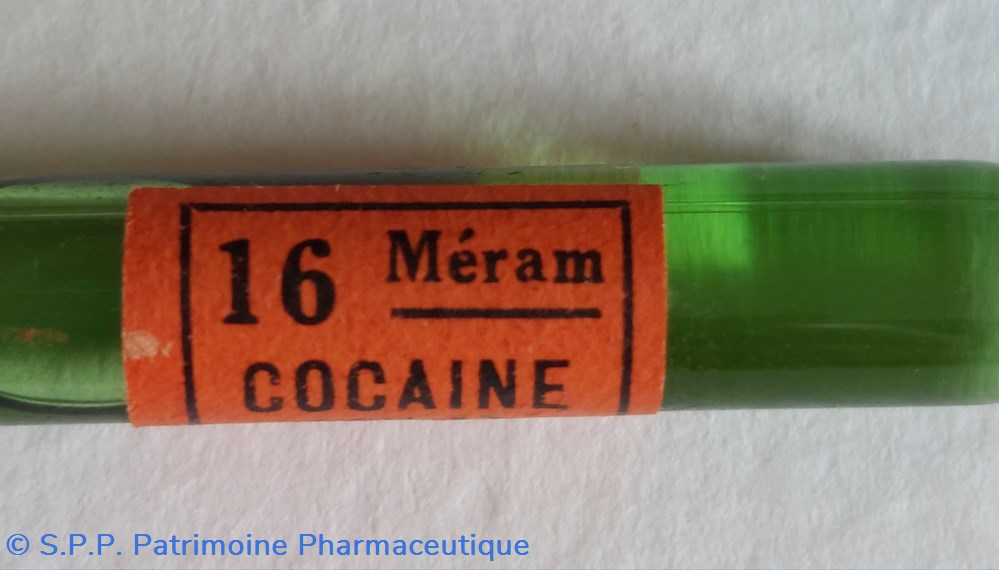 16 Méram
COCAINE
© S.P.P. Patrimoine Pharmaceutique